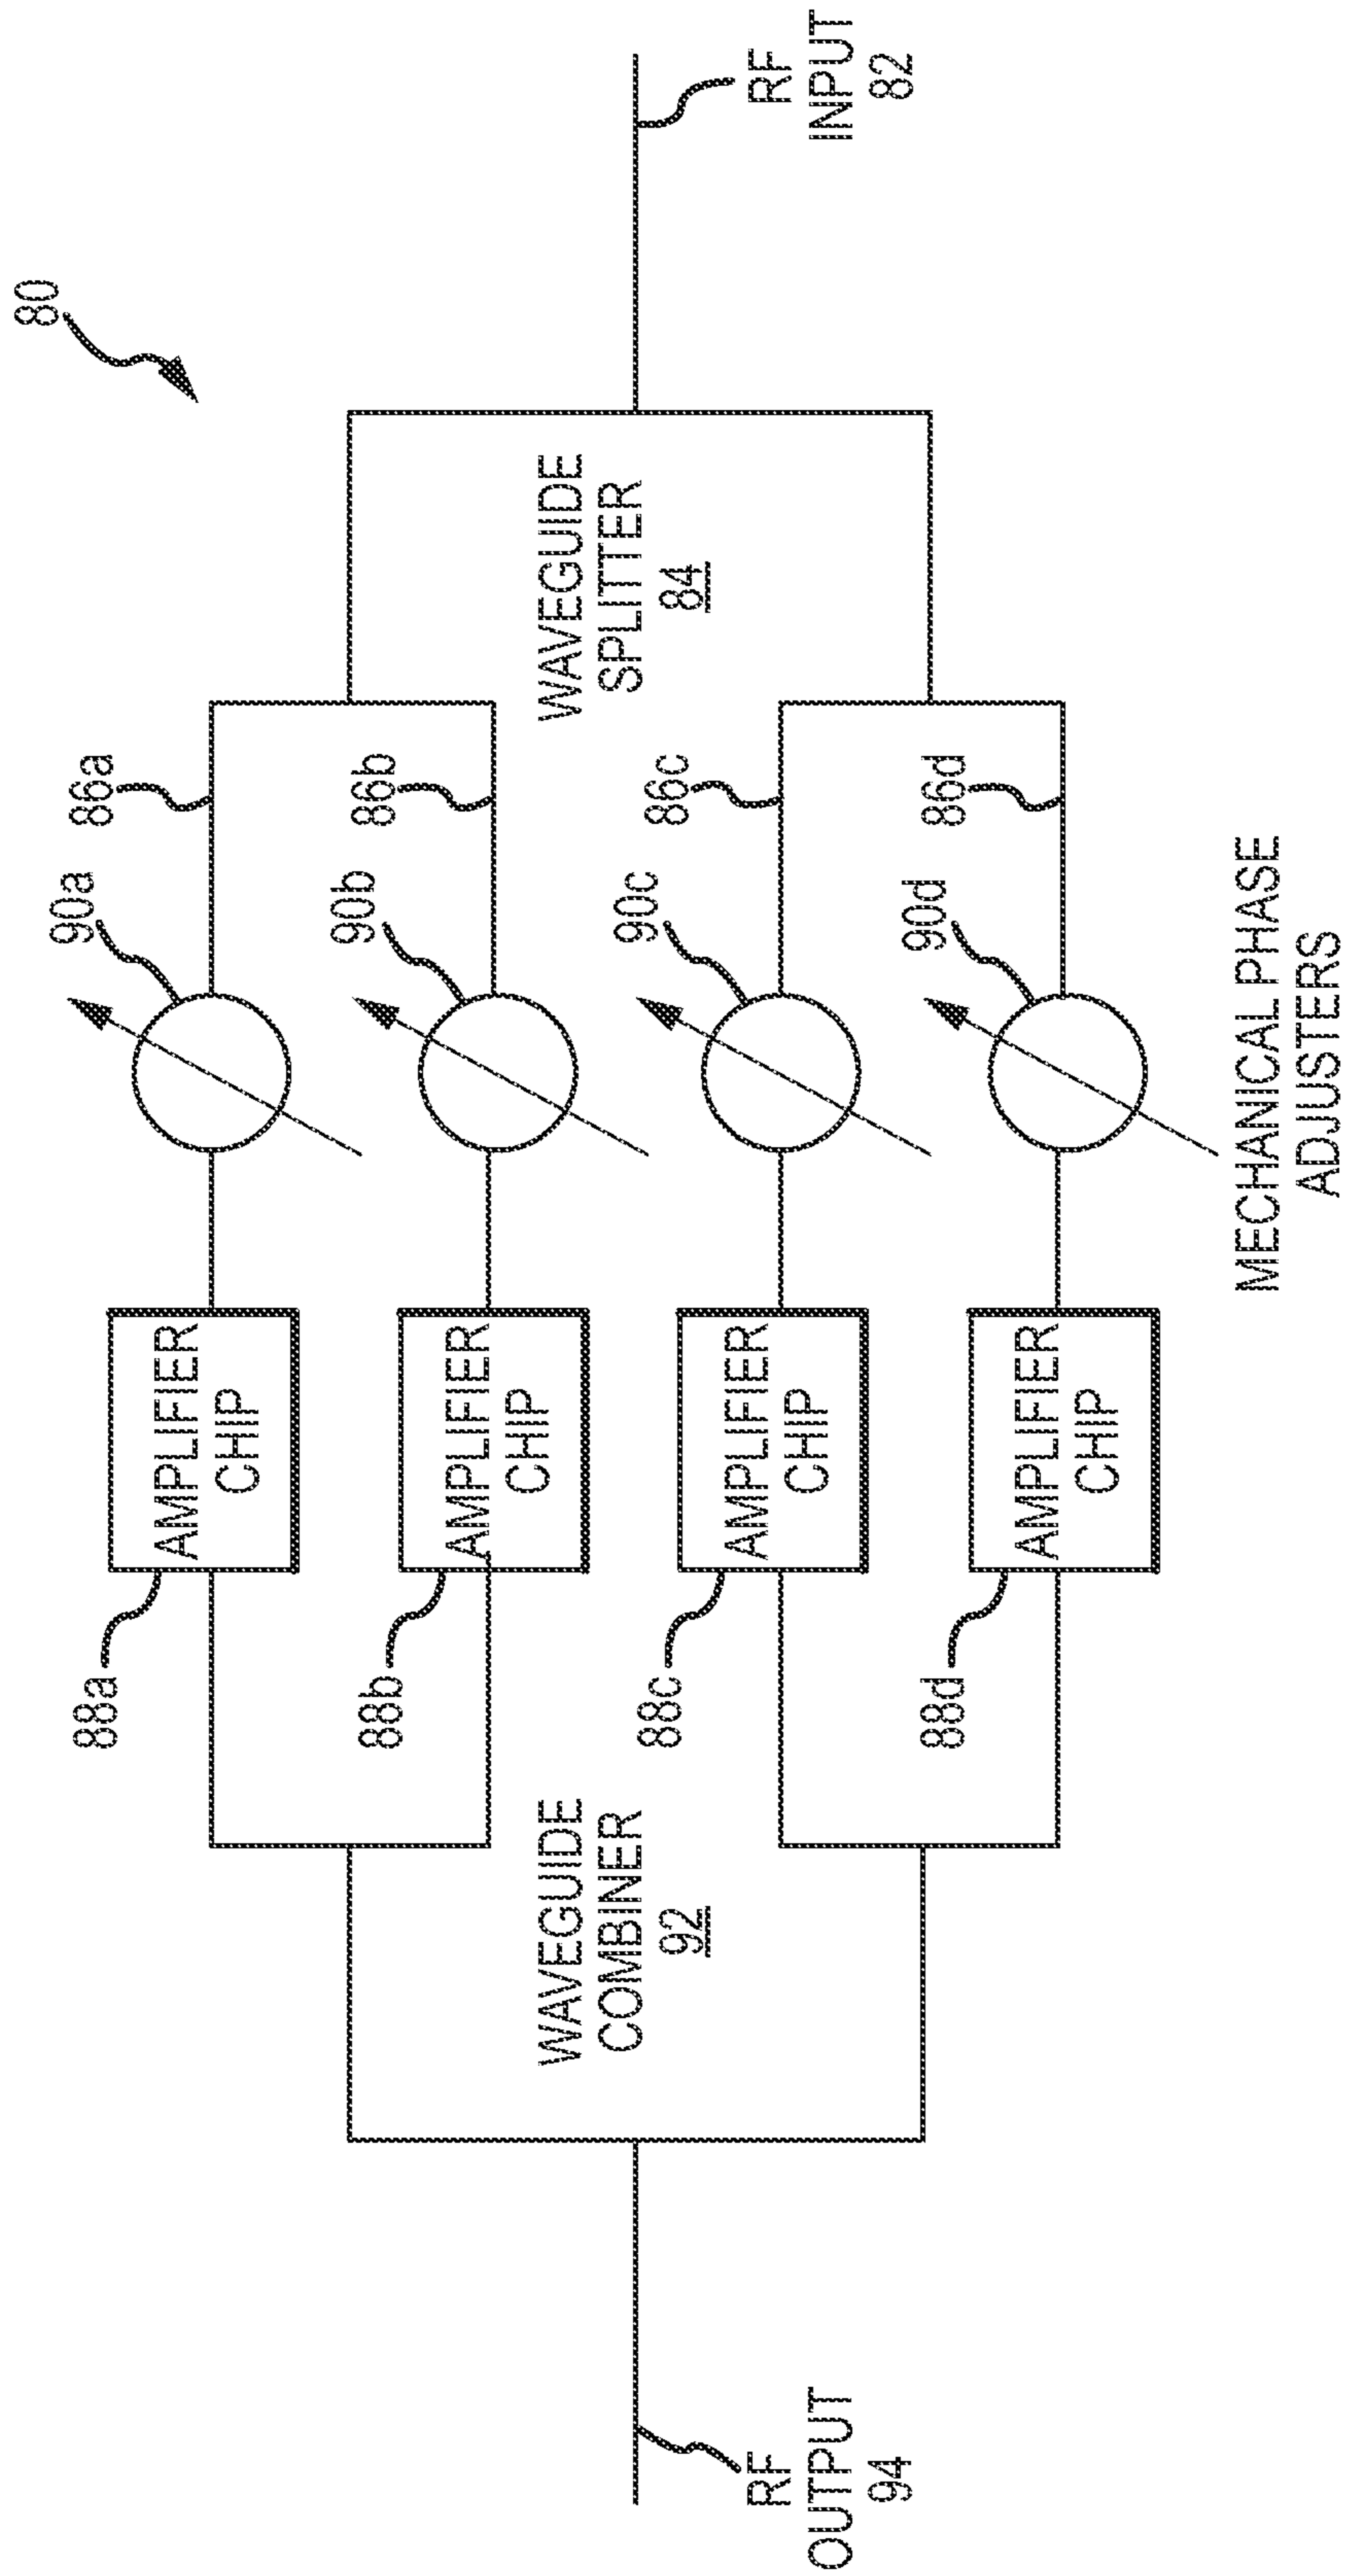 80
RF
INPUT
82
WAVEGUIDE
SPLITTER
84
86a
86b
86c
86d
90a
90b
90c
90d
MECHANICAL PHASE
ADJUSTERS
AMPLIFIER
CHIP
AMPLIFIER
CHIP
AMPLIFIER
CHIP
AMPLIFIER
CHIP
88a
88b
88c
88d
WAVEGUIDE
COMBINER
92
RF
OUTPUT
94